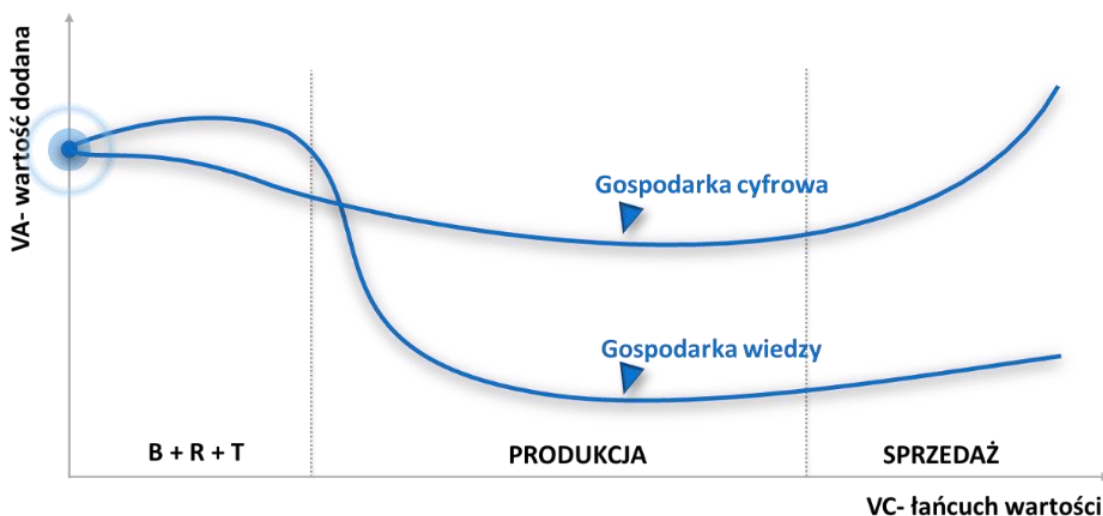 VA- wartość dodana
Gospodarka cyfrowa
Gospodarka wiedzy
B + R + T
PRODUKCJA
SPRZEDAŻ
VC- łańcuch wartości